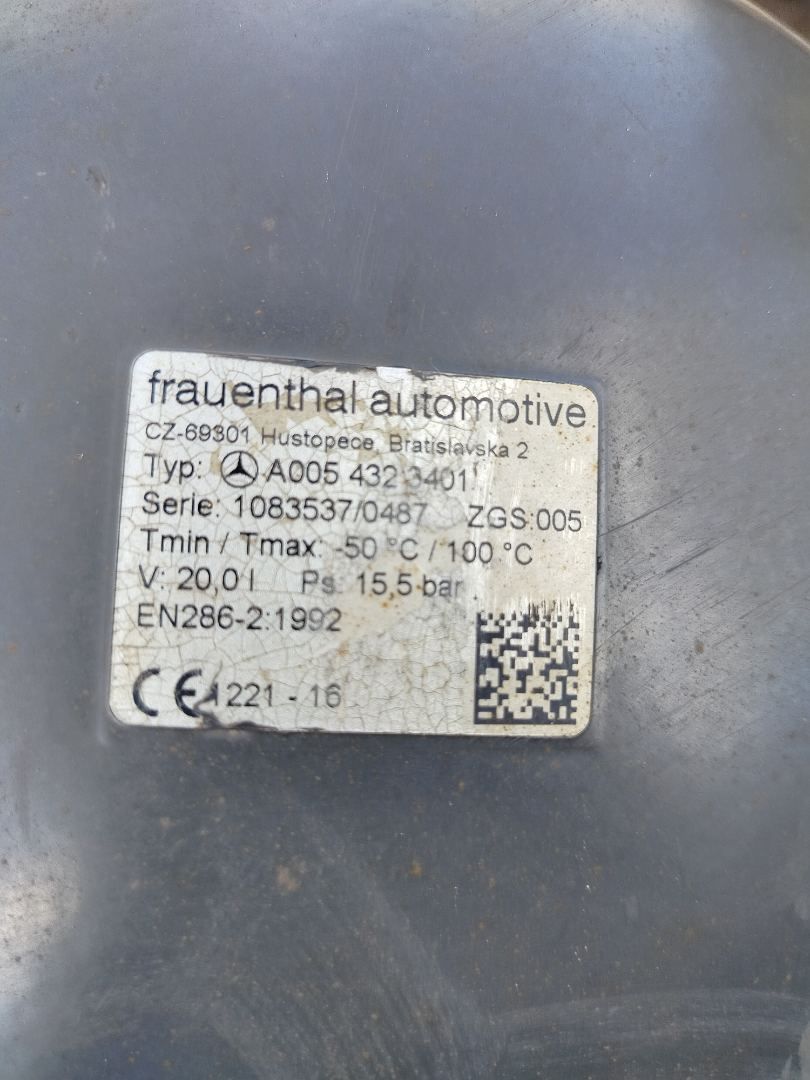 frauenthal automotive
CZ-69301 Hustopece, Bratislavska 2
Typ: A005 432 3401
Serie: 1083537/0487 ZGS:005
Tmin / Tmax: -50 °C / 100 °C
V: 20,0 l Ps: 15,5 bar
EN286-2:1992
CE 1221 - 16